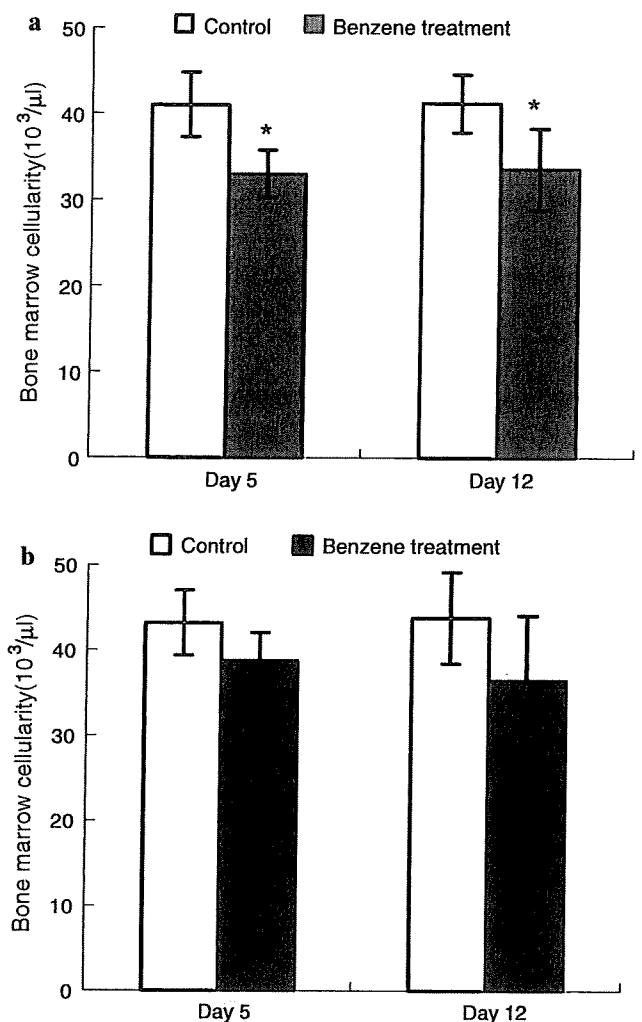 a
Control Benzene treatment
Bone marrow cellularity(10³/µl)
50
40
30
20
10
0
* *
Day 5 Day 12
b
Control Benzene treatment
Bone marrow cellularity(10³/µl)
50
40
30
20
10
0
Day 5 Day 12